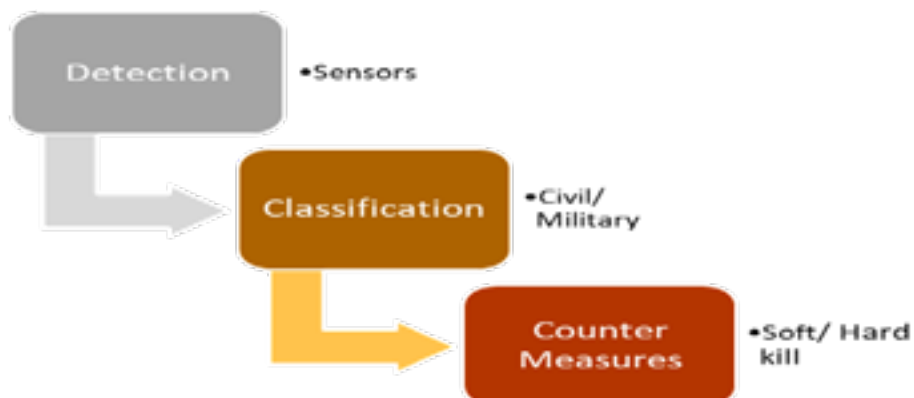 Detection
•Sensors
Classification
•Civil/
Military
Counter
Measures
•Soft/ Hard
kill